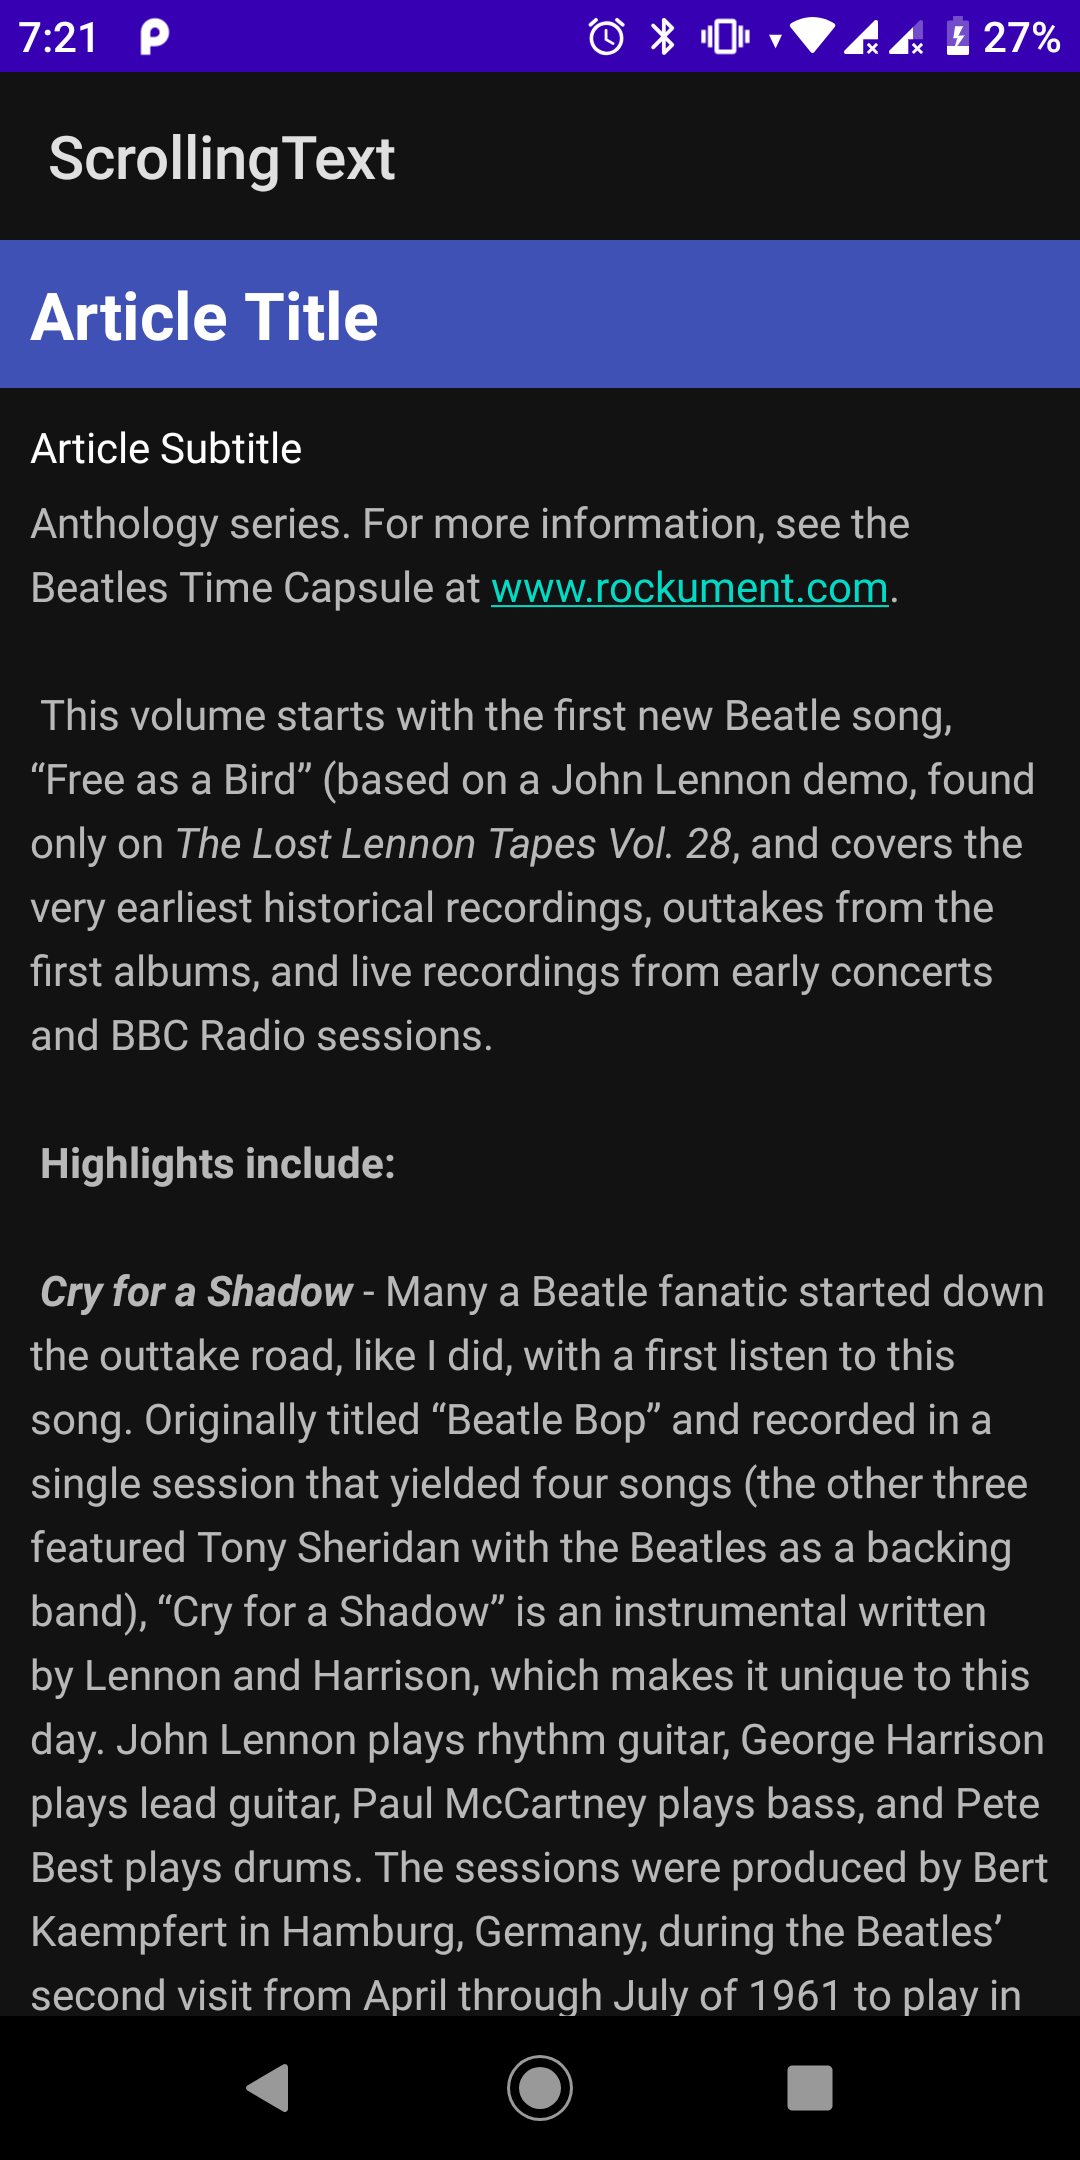 7:21
27%
ScrollingText
Article Title
Article Subtitle
Anthology series. For more information, see the
Beatles Time Capsule at www.rockument.com.
This volume starts with the first new Beatle song,
“Free as a Bird” (based on a John Lennon demo, found
only on The Lost Lennon Tapes Vol. 28, and covers the
very earliest historical recordings, outtakes from the
first albums, and live recordings from early concerts
and BBC Radio sessions.
Highlights include:
Cry for a Shadow - Many a Beatle fanatic started down
the outtake road, like I did, with a first listen to this
song. Originally titled “Beatle Bop” and recorded in a
single session that yielded four songs (the other three
featured Tony Sheridan with the Beatles as a backing
band), “Cry for a Shadow” is an instrumental written
by Lennon and Harrison, which makes it unique to this
day. John Lennon plays rhythm guitar, George Harrison
plays lead guitar, Paul McCartney plays bass, and Pete
Best plays drums. The sessions were produced by Bert
Kaempfert in Hamburg, Germany, during the Beatles’
second visit from April through July of 1961 to play in